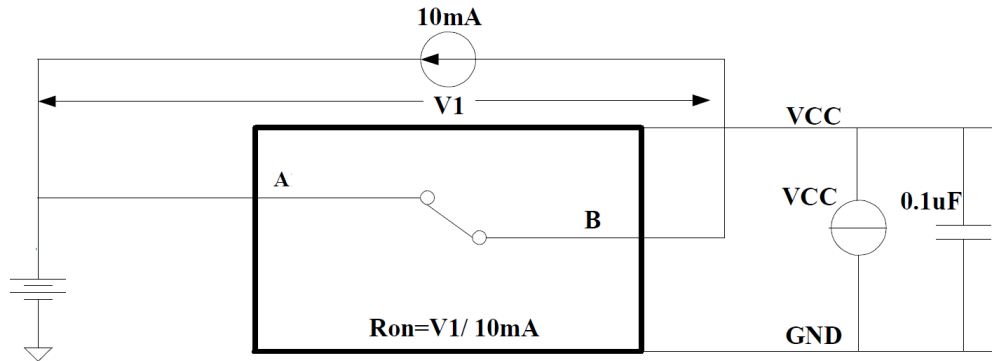 10mA
V1
VCC
A
VCC
0.1uF
B
Ron=V1/ 10mA
GND